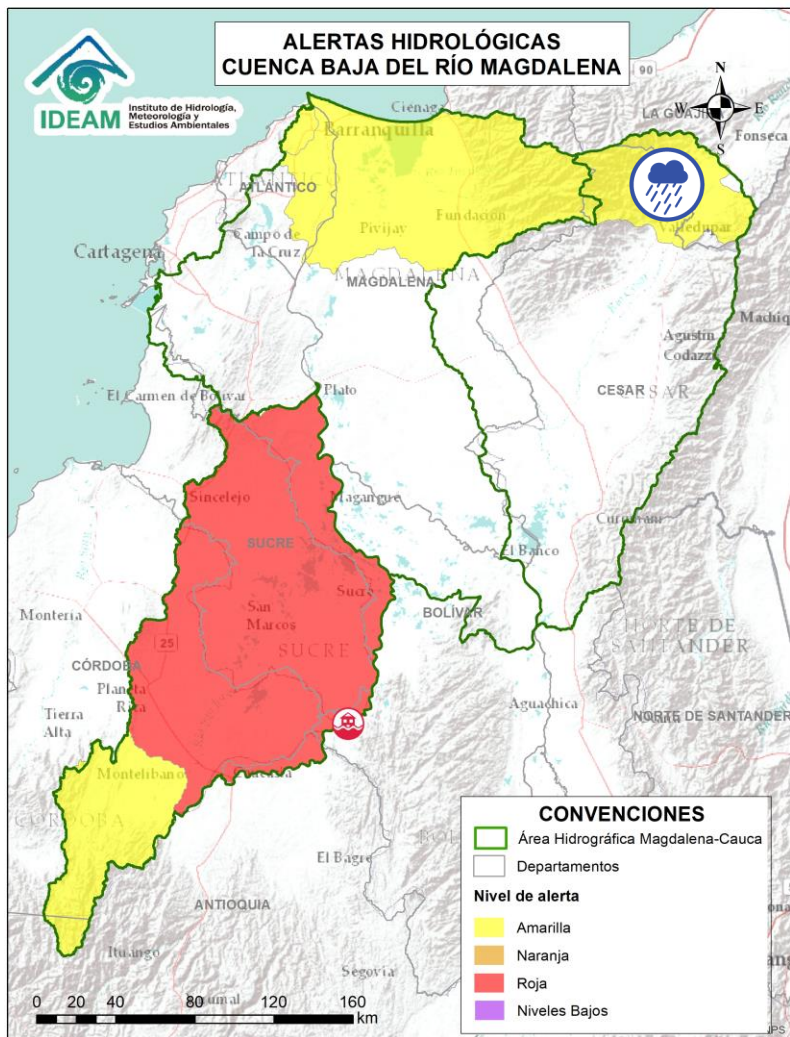 ALERTAS HIDROLÓGICAS
CUENCA BAJA DEL RÍO MAGDALENA
IDEAM
Instituto de Hidrología,
Meteorología y
Estudios Ambientales
90
N
W
E
S
Ciénaga
LA GUAJIRA
Barranquilla
Fonseca
ATLÁNTICO
Pivijay
Fundación
Valledupar
Campo de
la Cruz
Cartagena
MAGDALENA
MAGDALENA
Machiq
Agustín
Codazzi
CESAR
CESAR
El Carmen de Bolívar
Plato
Sincelejo
Magangue
Curumaní
SUCRE
El Banco
Sucre
BOLÍVAR
San
Marcos
Montería
NORTE DE
SANTANDER
SUCRE
25
CÓRDOBA
Planeta
Rica
Aguachica
Tierra
Alta
NORTE DE SANTANDER
Montelibano
CÓRDOBA
El Bagre
ANTIOQUIA
Ituango
Segovia
CONVENCIONES
Área Hidrográfica Magdalena-Cauca
Departamentos
Nivel de alerta
Amarilla
Naranja
Roja
Niveles Bajos
0 20 40 80 120 160
km